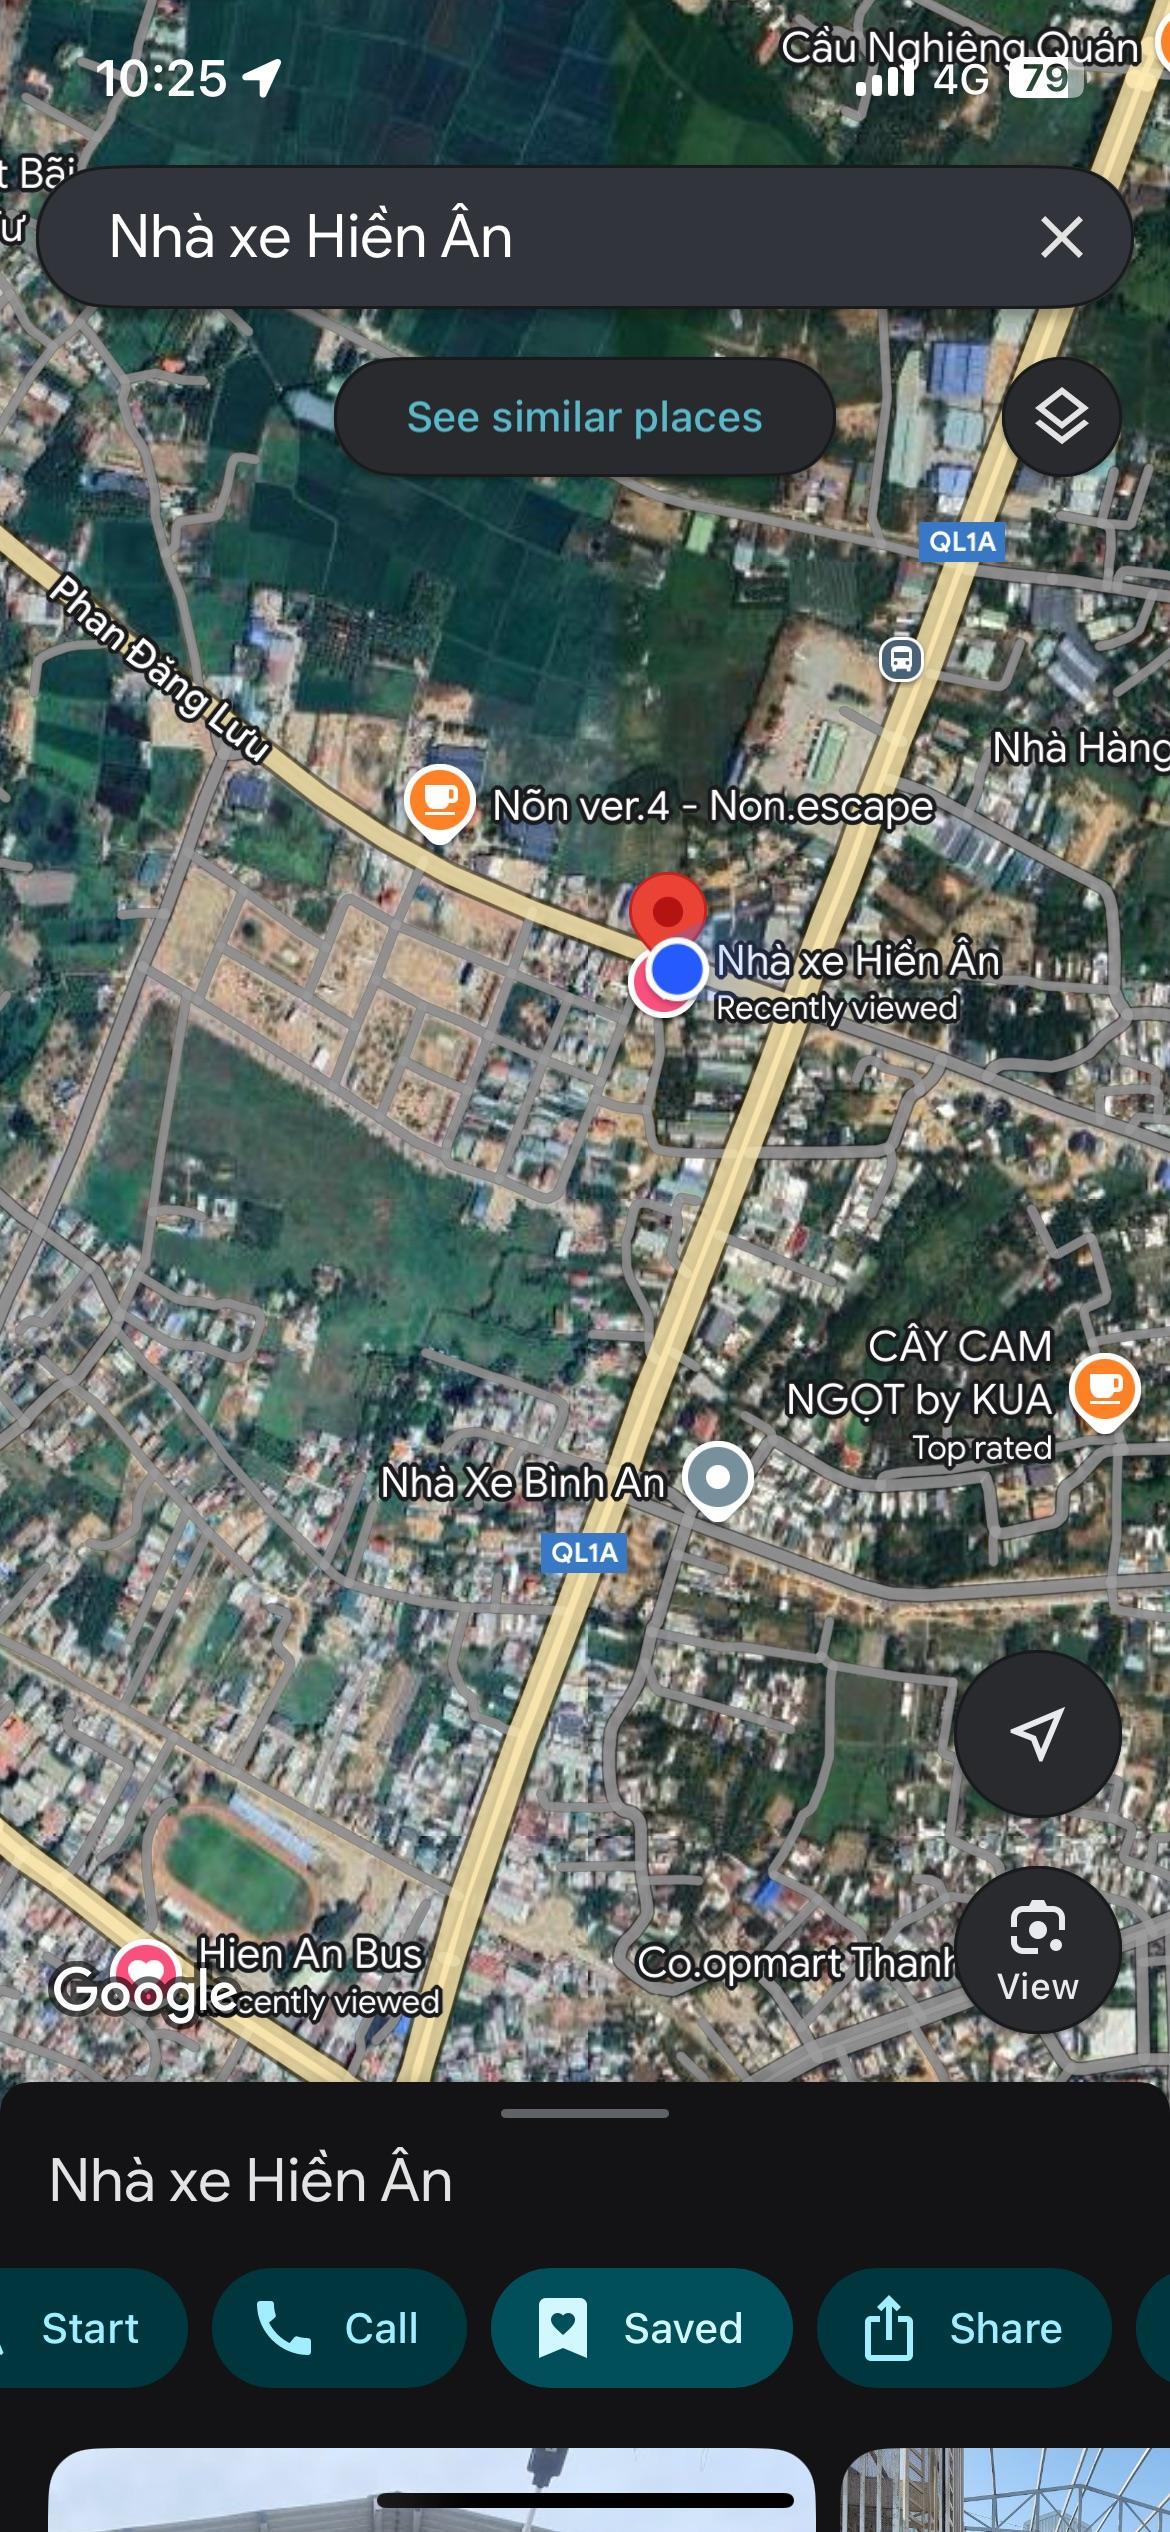 Cầu Nghiêng Quán
10:25
4G
79
t Bãi
Nhà xe Hiền Ân
See similar places
QL1A
Phan Đăng Lưu
Nhà Hàng
Nõn ver.4 - Non.escape
Nhà xe Hiền Ân
Recently viewed
CÂY CAM
NGỌT by KUA
Top rated
Nhà Xe Bình An
QL1A
Hien An Bus
Recently viewed
Google
Co.opmart Thanh
View
Nhà xe Hiền Ân
Start
Call
Saved
Share